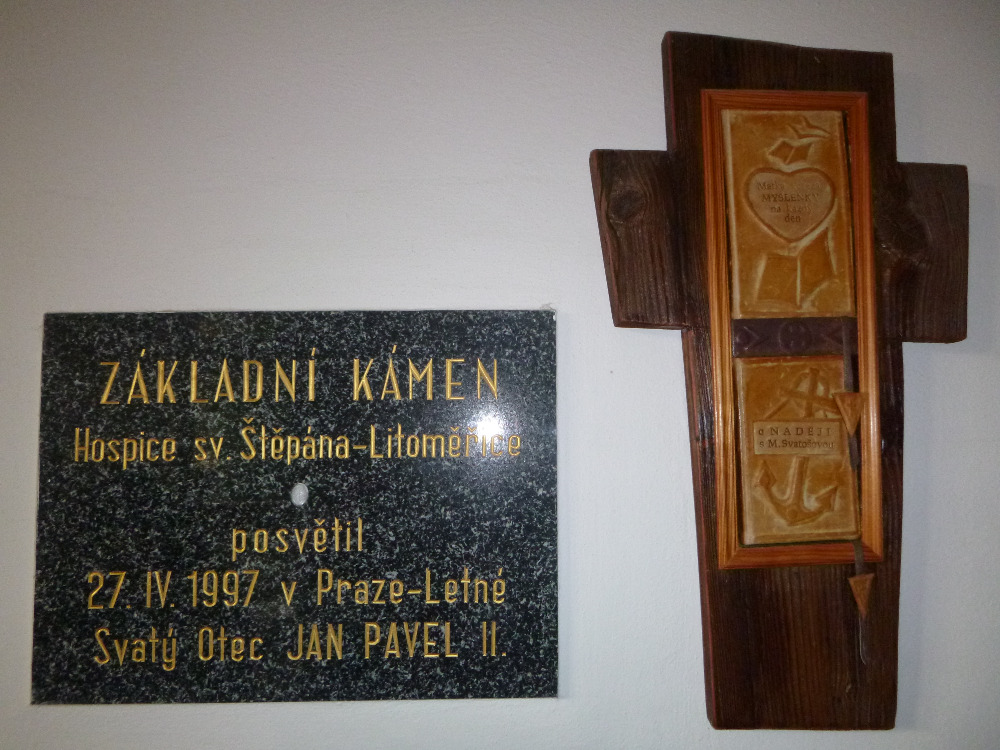 ZÁKLADNÍ KÁMEN
Hospice sv. Štěpána-Litoměřice
posvětil
27. IV. 1997 v Praze-Letné
Svatý Otec JAN PAVEL II.
MYŠLENKY
den
o NADĚJI
s M. Svatošovou